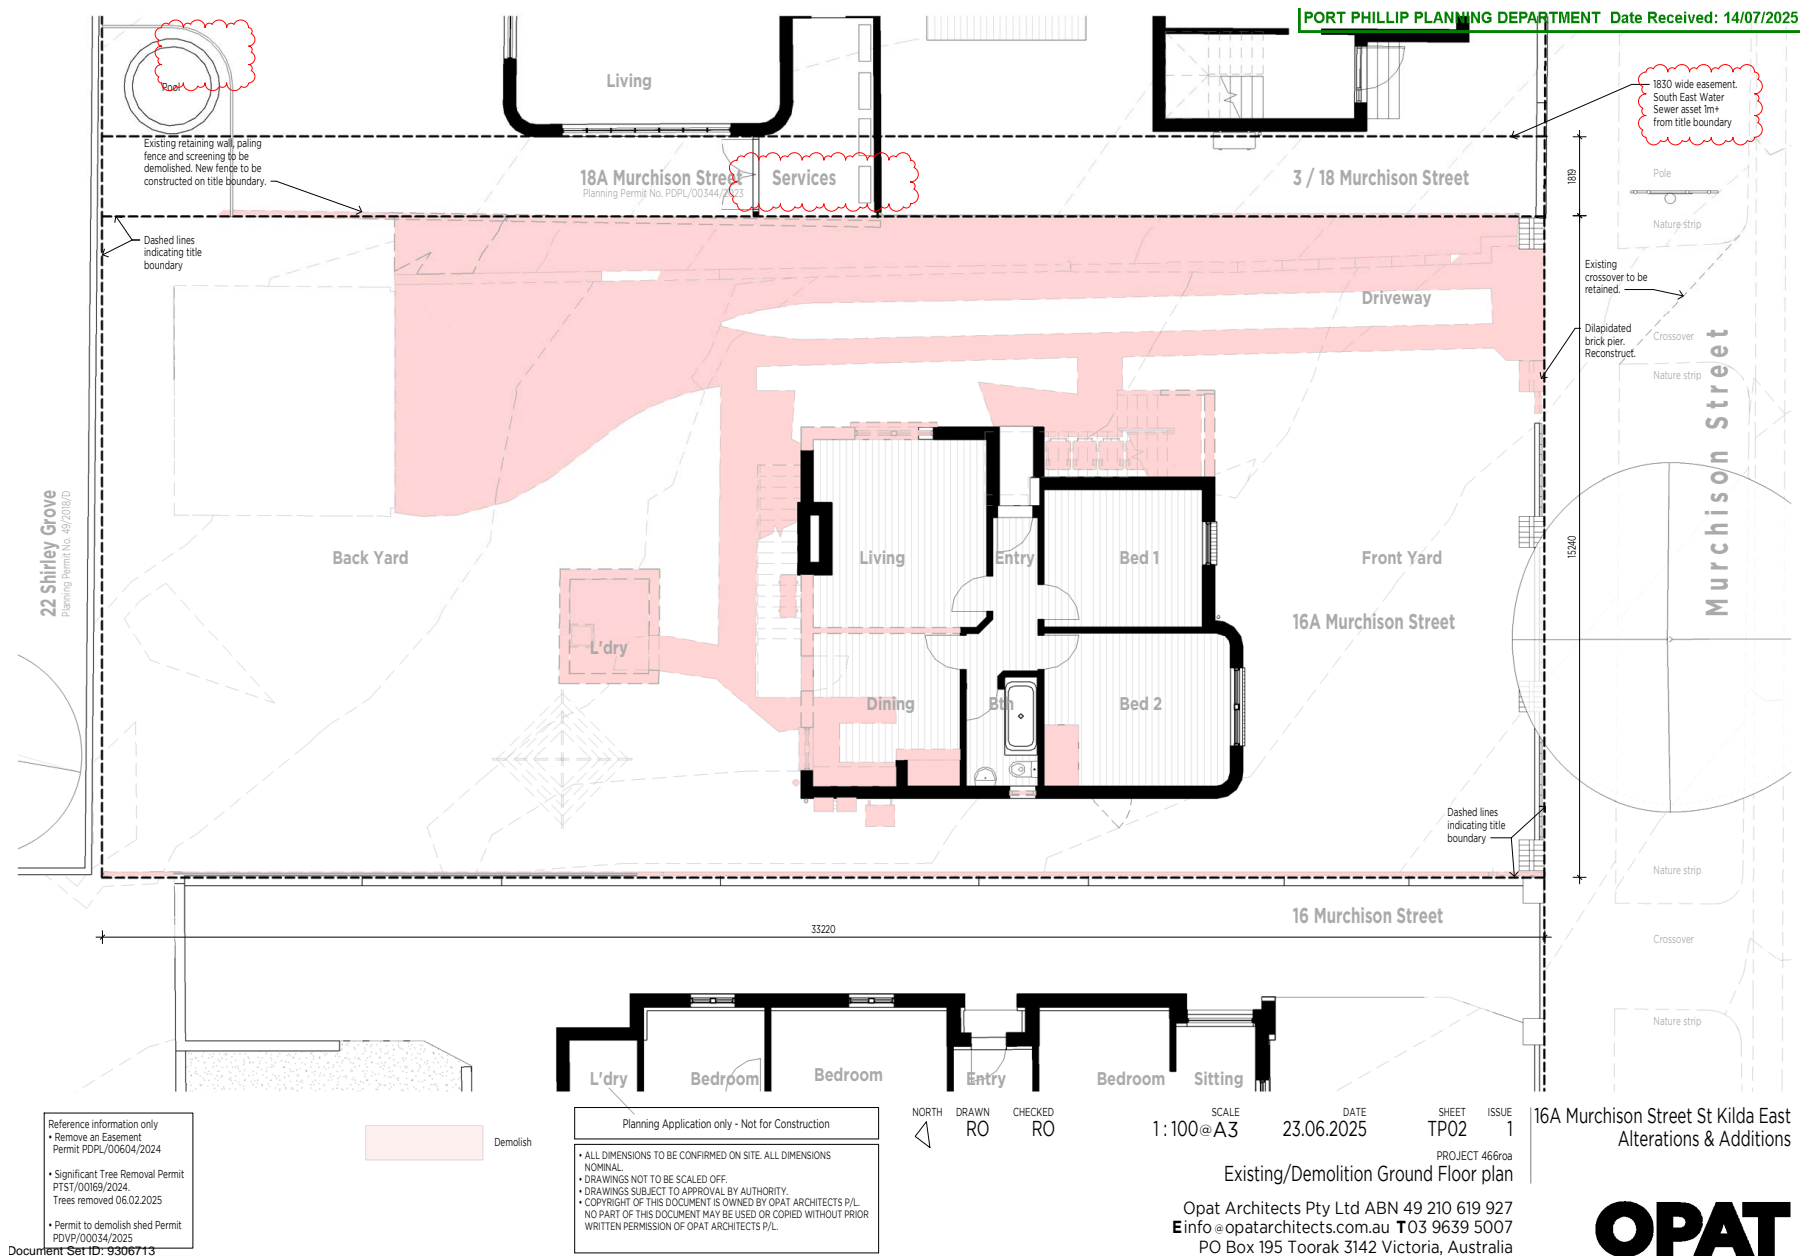 PORT PHILLIP PLANNING DEPARTMENT Date Received: 14/07/2025
Pool
Living
1830 wide easement.
South East Water
Sewer asset 1m+
from title boundary
Existing retaining wall, paling
fence and screening to be
demolished. New fence to be
constructed on title boundary.
18A Murchison Street
Planning Permit No. PDPL/00344/2023
Services
3 / 18 Murchison Street
1819
Pole
Nature strip
Dashed lines
indicating title
boundary
Existing
crossover to be
retained.
Driveway
Dilapidated
brick pier.
Reconstruct.
Crossover
Nature strip
Murchison Street
22 Shirley Grove
Planning Permit No. 49/2018/D
Back Yard
Living
Entry
Bed 1
Front Yard
15240
16A Murchison Street
L'dry
Dining
Bth
Bed 2
Dashed lines
indicating title
boundary
Nature strip
16 Murchison Street
33220
Crossover
Nature strip
L'dry
Bedroom
Bedroom
Entry
Bedroom
Sitting
Reference information only
• Remove an Easement
Permit PDPL/00604/2024
• Significant Tree Removal Permit
PTST/00169/2024.
Trees removed 06.02.2025
• Permit to demolish shed Permit
PDVP/00034/2025
Document Set ID: 9306713
Demolish
Planning Application only - Not for Construction
• ALL DIMENSIONS TO BE CONFIRMED ON SITE. ALL DIMENSIONS
NOMINAL.
• DRAWINGS NOT TO BE SCALED OFF.
• DRAWINGS SUBJECT TO APPROVAL BY AUTHORITY.
• COPYRIGHT OF THIS DOCUMENT IS OWNED BY OPAT ARCHITECTS P/L.
NO PART OF THIS DOCUMENT MAY BE USED OR COPIED WITHOUT PRIOR
WRITTEN PERMISSION OF OPAT ARCHITECTS P/L.
NORTH DRAWN CHECKED SCALE DATE SHEET ISSUE
RO RO 1 : 100@A3 23.06.2025 TP02 1
PROJECT 466roa
Existing/Demolition Ground Floor plan
16A Murchison Street St Kilda East
Alterations & Additions
Opat Architects Pty Ltd ABN 49 210 619 927
E info@opatarchitects.com.au T 03 9639 5007
PO Box 195 Toorak 3142 Victoria, Australia
OPAT